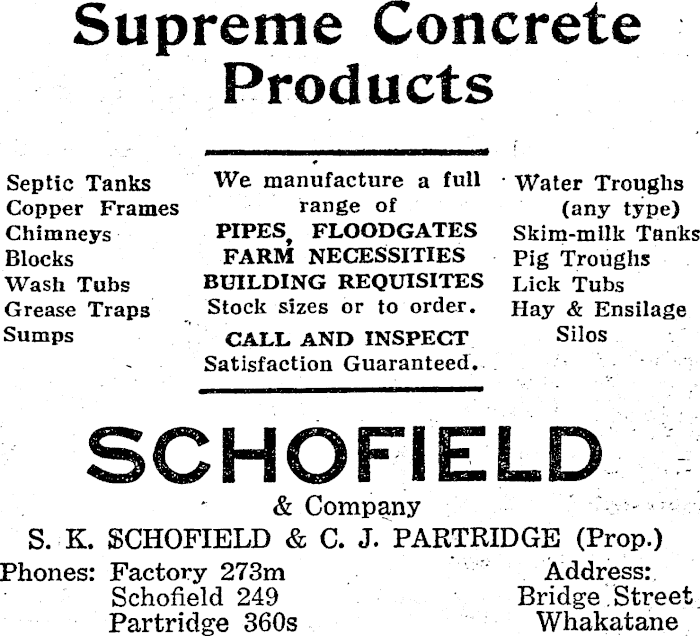 Supreme Concrete
Products
Septic Tanks
Copper Frames
Chimneys
Blocks
Wash Tubs
Grease Traps
Sumps
We manufacture a full
range of
PIPES, FLOODGATES
FARM NECESSITIES
BUILDING REQUISITES
Stock sizes or to order.
CALL AND INSPECT
Satisfaction Guaranteed.
Water Troughs
(any type)
Skim-milk Tanks
Pig Troughs
Lick Tubs
Hay & Ensilage
Silos
SCHOFIELD
& Company
S. K. SCHOFIELD & C. J. PARTRIDGE (Prop.)
Phones: Factory 273m
Schofield 249
Partridge 360s
Address:
Bridge Street
Whakatane